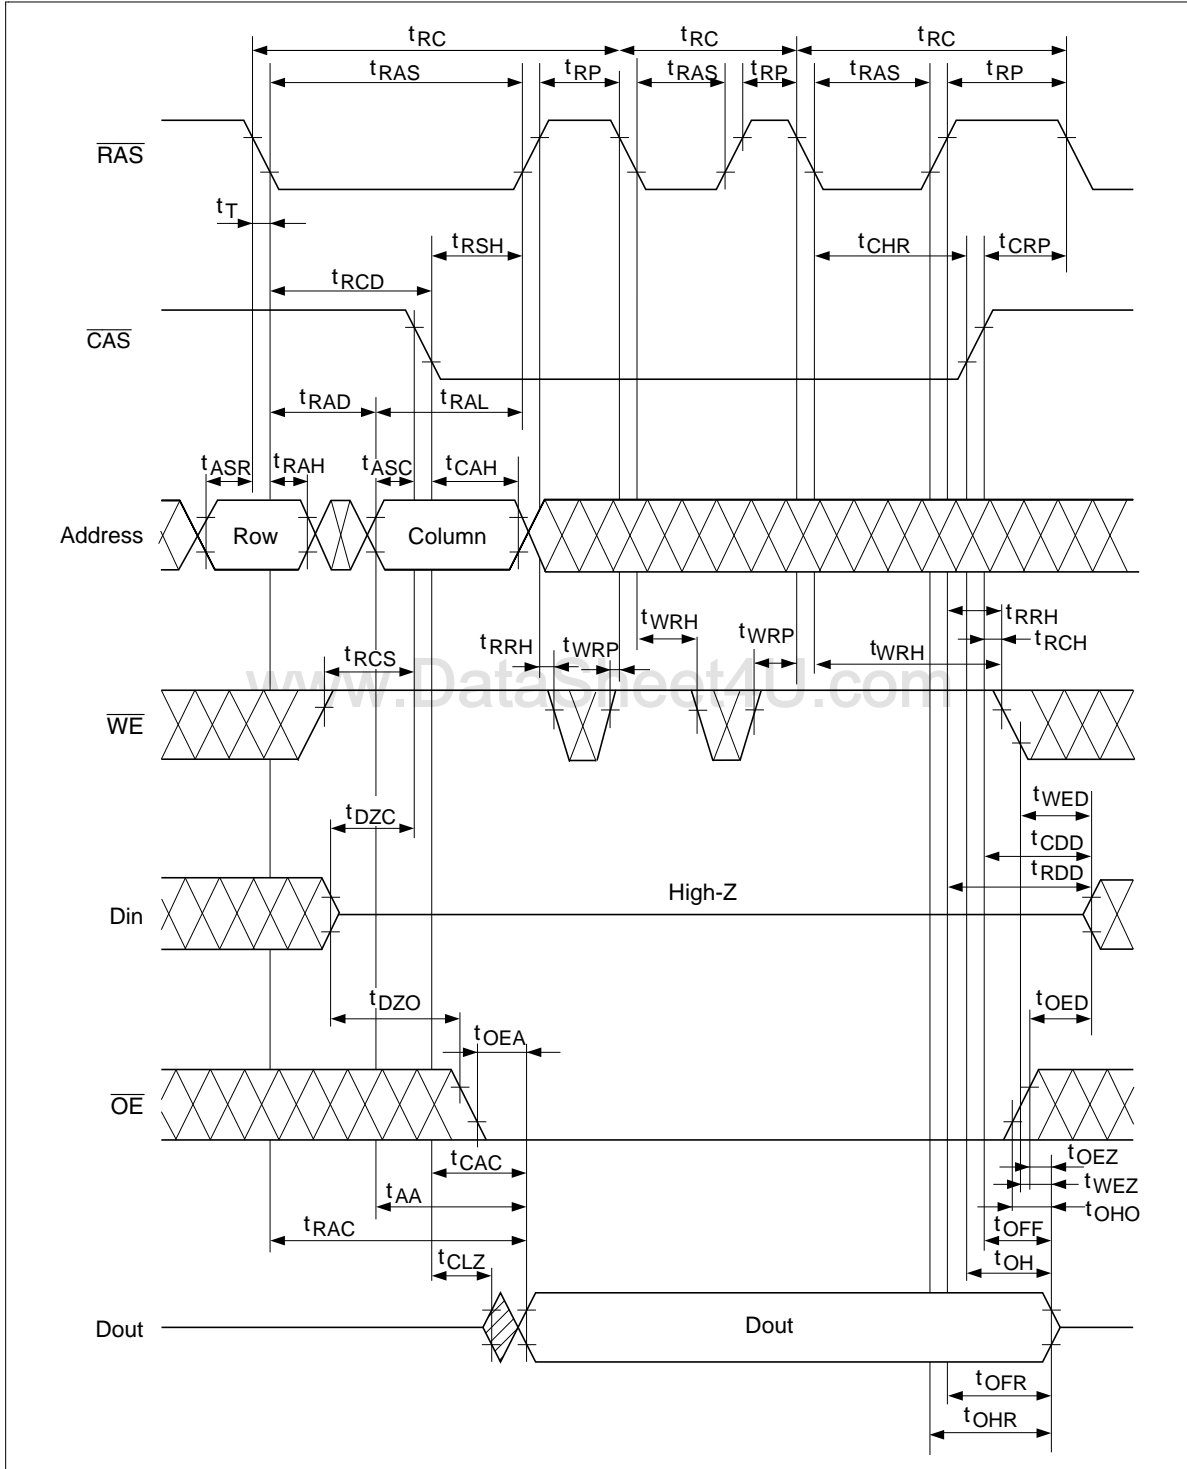 tRC tRC tRC
tRAS tRP tRAS tRP tRAS tRP
RAS
tT
tRSH tCHR tCRP
tRCD
CAS
tRAD tRAL
tASR tRAH tASC tCAH
Address Row Column
tRRH
tWRH
tRRH tWRP tWRP tRCH
tRCS tWRH
www.DataSheet4U.com
WE
tWED
tDZC
tCDD
tRDD
High-Z
Din
tDZO tOED
tOEA
OE
tCAC tOEZ
tWEZ
tAA tOHO
tRAC tOFF
tCLZ tOH
Dout Dout
tOFR
tOHR